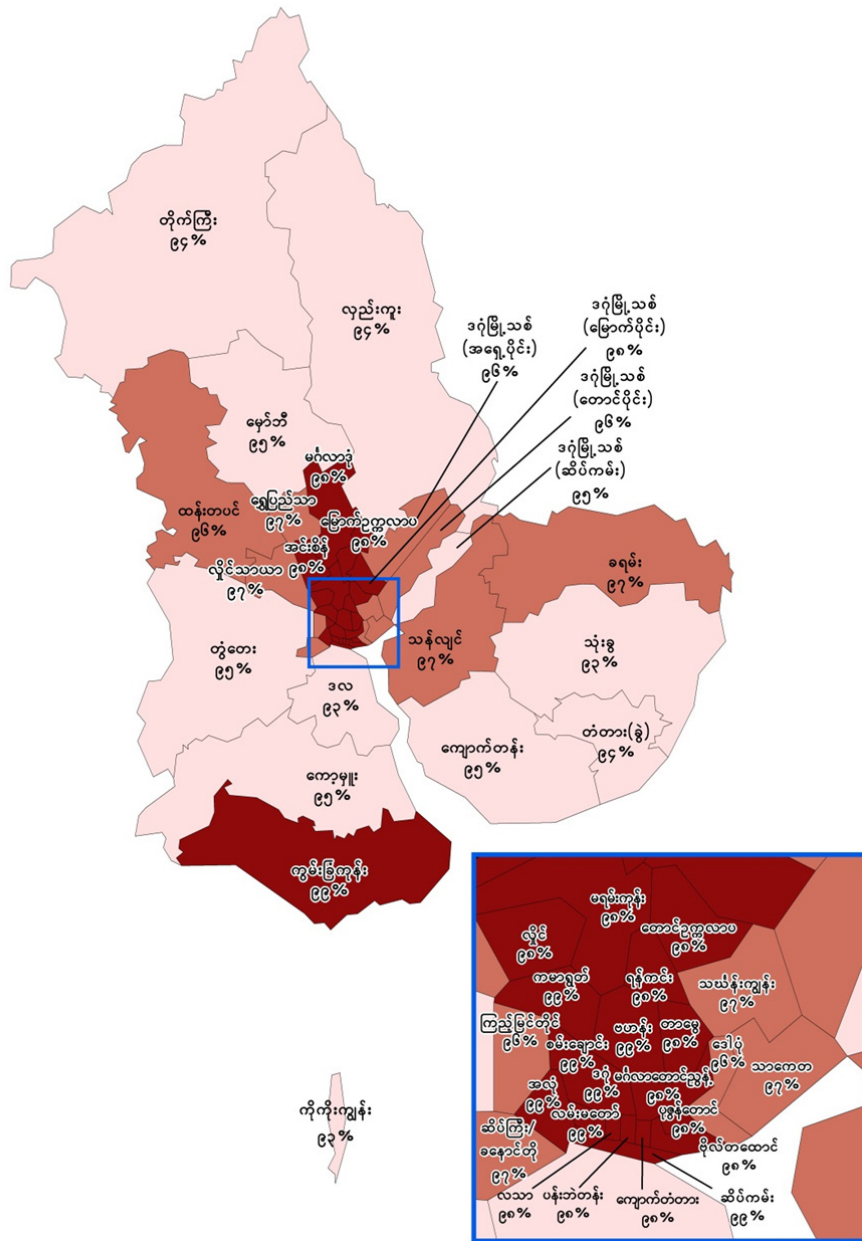 တိုက်ကြီး
၉၄%
လှည်းကူး
၉၄%
ဒဂုံမြို့သစ်
(အရှေ့ပိုင်း)
၉၆%
ဒဂုံမြို့သစ်
(မြောက်ပိုင်း)
၉၈%
ဒဂုံမြို့သစ်
(တောင်ပိုင်း)
၉၆%
ဒဂုံမြို့သစ်
(ဆိပ်ကမ်း)
၉၅%
မှော်ဘီ
၉၅%
မင်္ဂလာဒုံ
၉၈%
ရွှေပြည်သာ
၉၇%
မြောက်ဥက္ကလာပ
၉၈%
ထန်းတပင်
၉၆%
အင်းစိန်
၉၈%
လှိုင်သာယာ
၉၇%
ခရမ်း
၉၇%
သန်လျင်
၉၇%
သုံးခွ
၉၃%
တွံတေး
၉၅%
ဒလ
၉၃%
တံတား(ခွဲ)
၉၄%
ကျောက်တန်း
၉၅%
ကော့မှူး
၉၅%
ကွမ်းခြံကုန်း
၉၉%
ကိုကိုးကျွန်း
၉၃%
မရမ်းကုန်း
၉၈%
လှိုင်
၉၈%
တောင်ဥက္ကလာပ
၉၈%
ကမာရွတ်
၉၉%
ရန်ကင်း
၉၈%
သင်္ဃန်းကျွန်း
၉၇%
ကြည့်မြင်တိုင်
၉၆%
စမ်းချောင်း
၉၉%
ဗဟန်း
၉၉%
တာမွေ
၉၈%
ဒေါပုံ
၉၆%
သာကေတ
၉၇%
အလုံ
၉၉%
ဒဂုံ
၉၉%
မင်္ဂလာတောင်ညွန့်
၉၈%
လမ်းမတော်
၉၉%
ပုဇွန်တောင်
၉၈%
ဆိပ်ကြီး/
ခနောင်တို
၉၇%
ဗိုလ်တထောင်
၉၈%
လသာ
၉၈%
ပန်းဘဲတန်း
၉၈%
ကျောက်တံတား
၉၈%
ဆိပ်ကမ်း
၉၉%